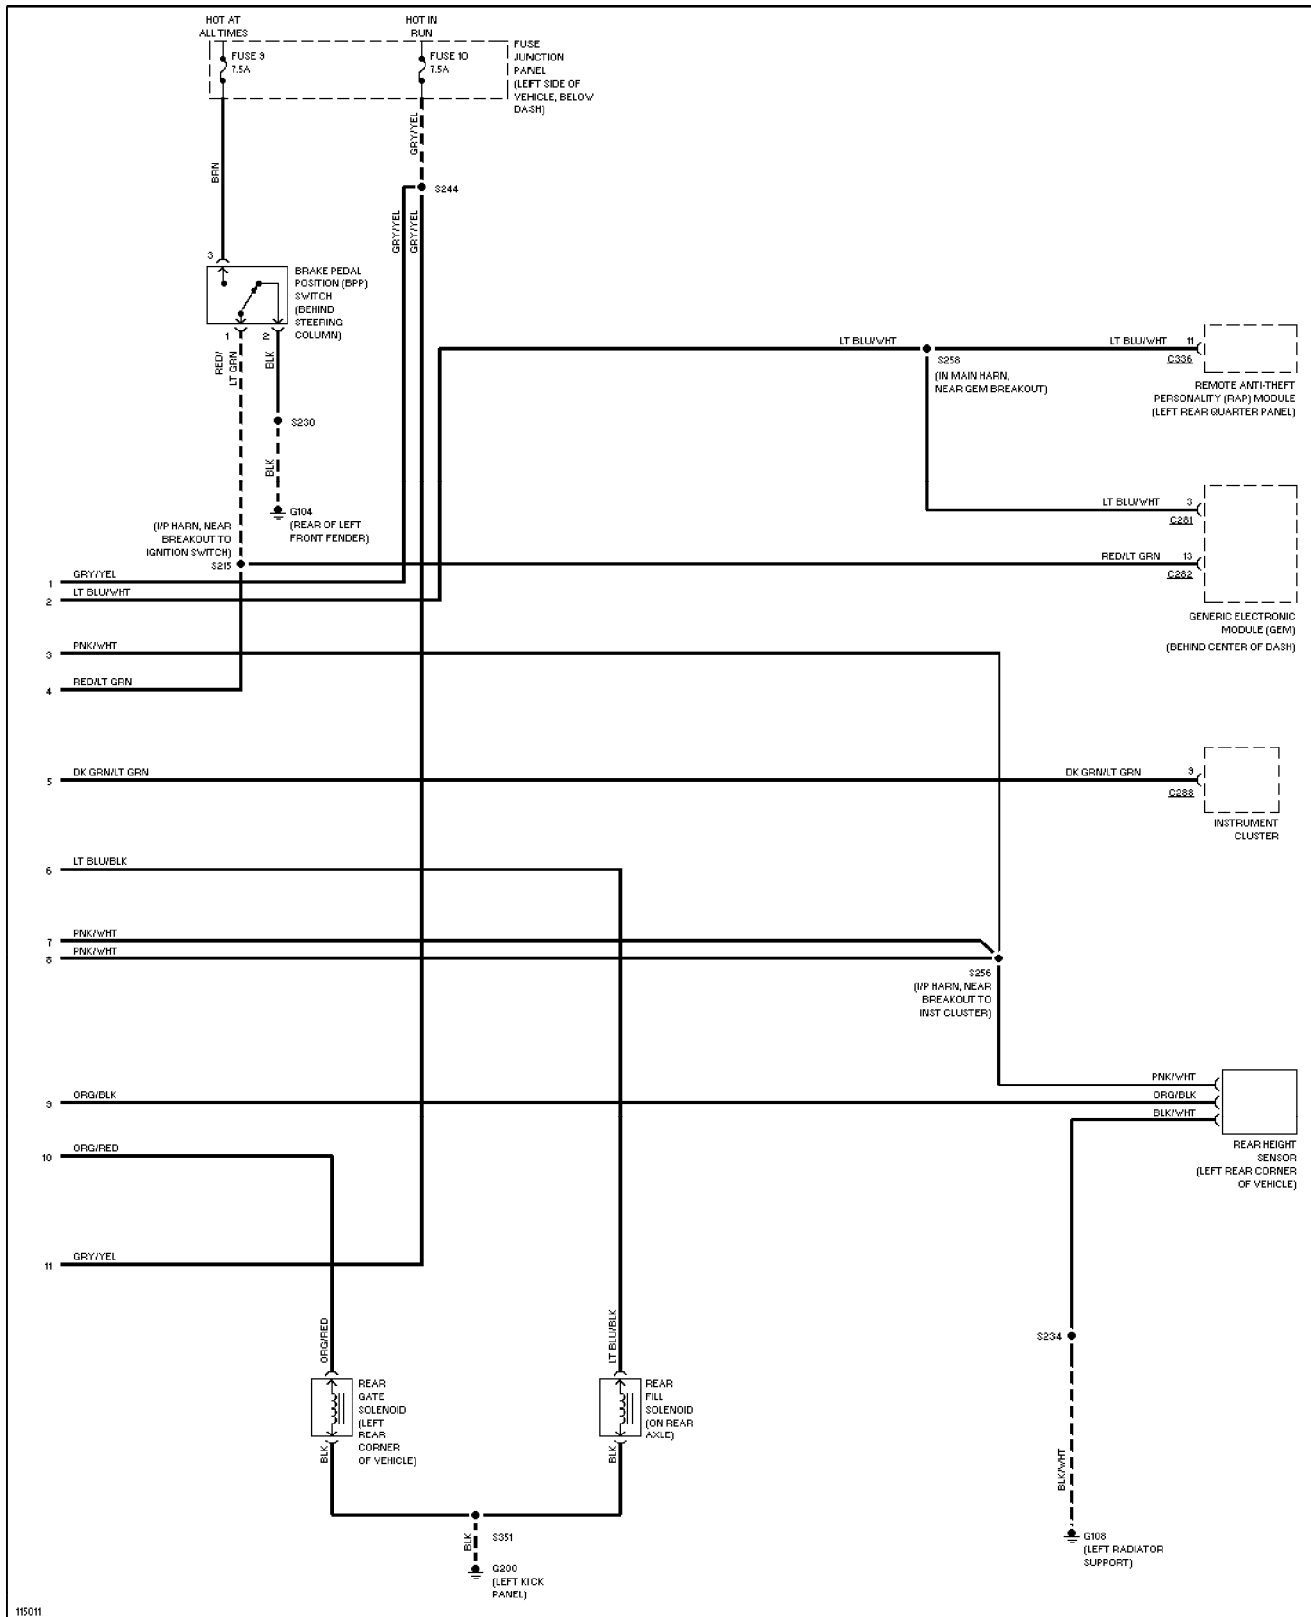 HOT AT
ALL TIMES
HOT IN
RUN
FUSE 9
7.5A
FUSE 10
7.5A
FUSE
JUNCTION
PANEL
(LEFT SIDE OF
VEHICLE, BELOW
DASH)
BRN
GRY/YEL
S244
GRY/YEL
GRY/YEL
3
BRAKE PEDAL
POSITION (BPP)
SWITCH
(BEHIND
STEERING
COLUMN)
1
2
RED/
LT GRN
BLK
S230
BLK
G104
(REAR OF LEFT
FRONT FENDER)
LT BLU/WHT
S258
(IN MAIN HARN,
NEAR GEM BREAKOUT)
LT BLU/WHT
11
C336
REMOTE ANTI-THEFT
PERSONALITY (RAP) MODULE
(LEFT REAR QUARTER PANEL)
LT BLU/WHT
3
C281
RED/LT GRN
13
C282
GENERIC ELECTRONIC
MODULE (GEM)
(BEHIND CENTER OF DASH)
(I/P HARN, NEAR
BREAKOUT TO
IGNITION SWITCH)
S215
1
GRY/YEL
2
LT BLU/WHT
3
PNK/WHT
4
RED/LT GRN
5
DK GRN/LT GRN
DK GRN/LT GRN
9
C288
INSTRUMENT
CLUSTER
6
LT BLU/BLK
7
PNK/WHT
8
PNK/WHT
S256
(I/P HARN, NEAR
BREAKOUT TO
INST CLUSTER)
PNK/WHT
ORG/BLK
BLK/WHT
REAR HEIGHT
SENSOR
(LEFT REAR CORNER
OF VEHICLE)
9
ORG/BLK
10
ORG/RED
11
GRY/YEL
ORG/RED
LT BLU/BLK
REAR
GATE
SOLENOID
(LEFT
REAR
CORNER
OF VEHICLE)
REAR
FILL
SOLENOID
(ON REAR
AXLE)
BLK
BLK
S351
BLK
G200
(LEFT KICK
PANEL)
S234
BLK/WHT
G108
(LEFT RADIATOR
SUPPORT)
115011